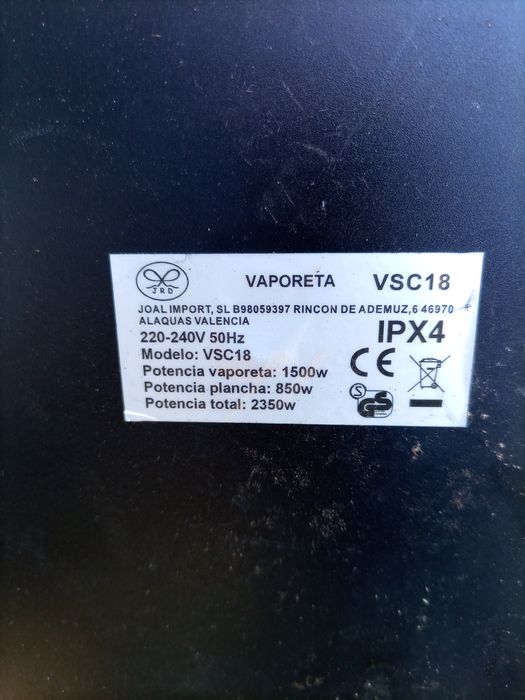 JRD
VAPORETA VSC18
JOAL IMPORT, SL B98059397 RINCON DE ADEMUZ,6 46970
ALAQUAS VALENCIA
220-240V 50Hz
IPX4
Modelo: VSC18
Potencia vaporeta: 1500w
Potencia plancha: 850w
Potencia total: 2350w
CE
S
GS